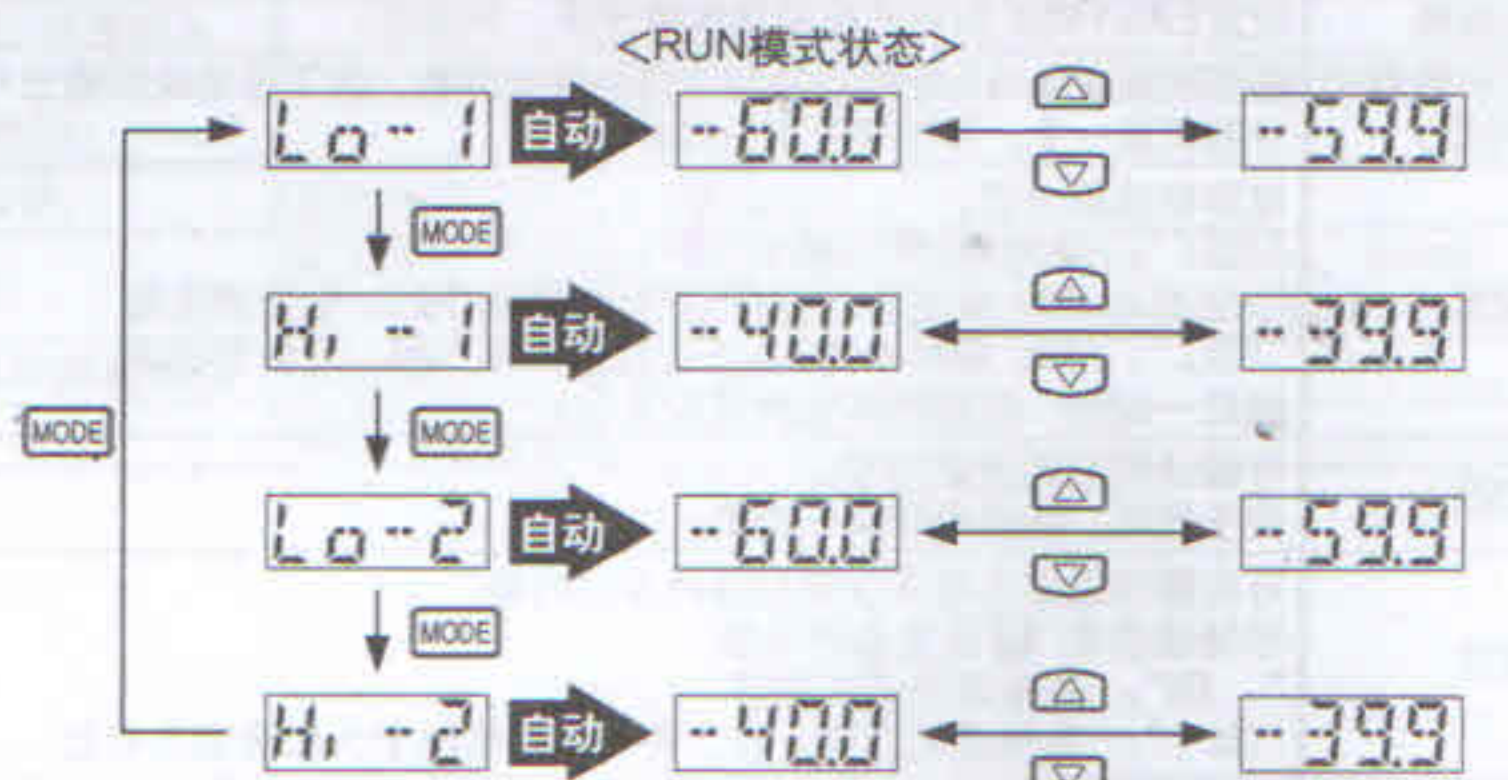 <RUN模式状态>
Lo-1 自动 -60.0 -59.9
MODE
Hi-1 自动 -40.0 -39.9
MODE MODE
Lo-2 自动 -60.0 -59.9
MODE
Hi-2 自动 -40.0 -39.9